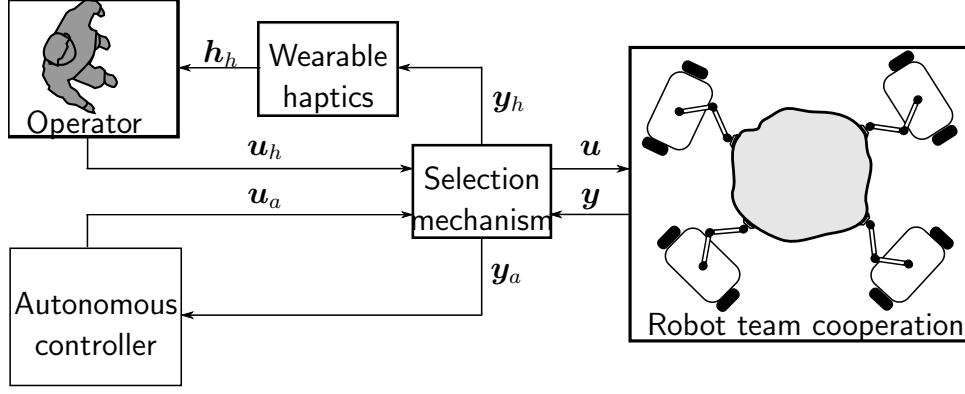 h_h
Wearable
haptics
Operator
y_h
u_h
Selection
mechanism
u
y
u_a
y_a
Autonomous
controller
Robot team cooperation